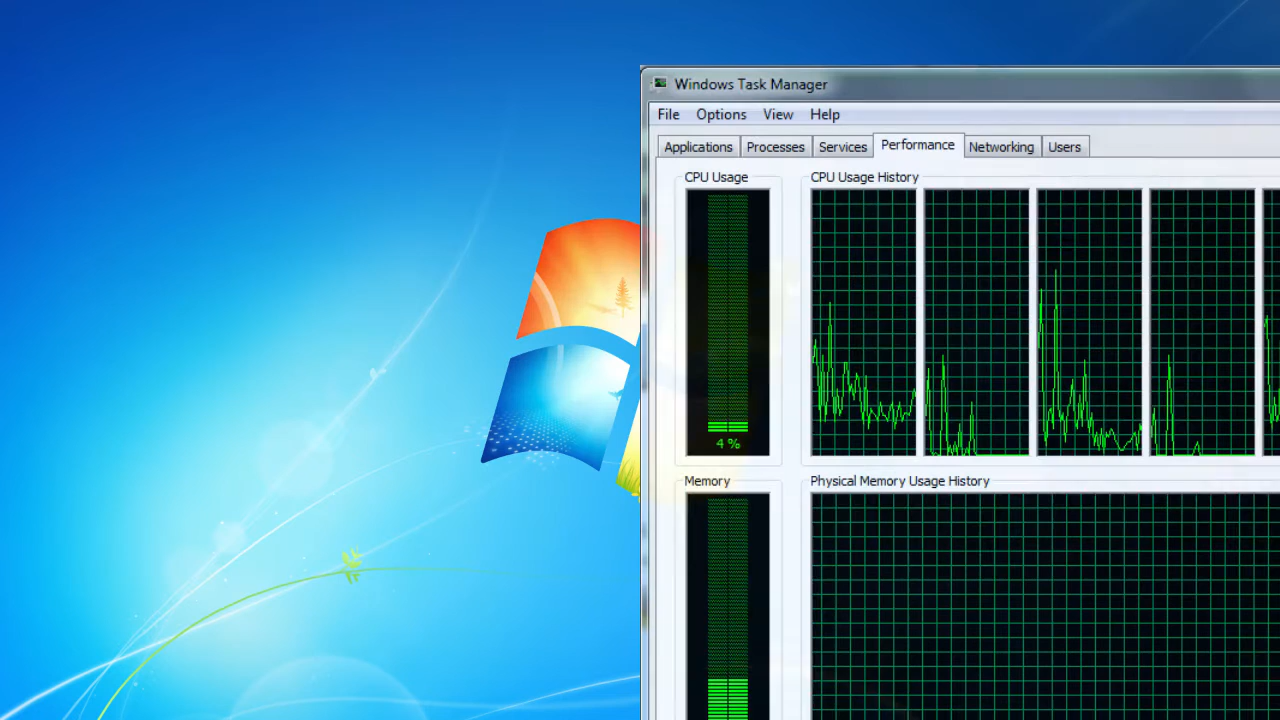 Windows Task Manager
File Options View Help
Applications Processes Services Performance Networking Users
CPU Usage CPU Usage History
4 %
Memory Physical Memory Usage History